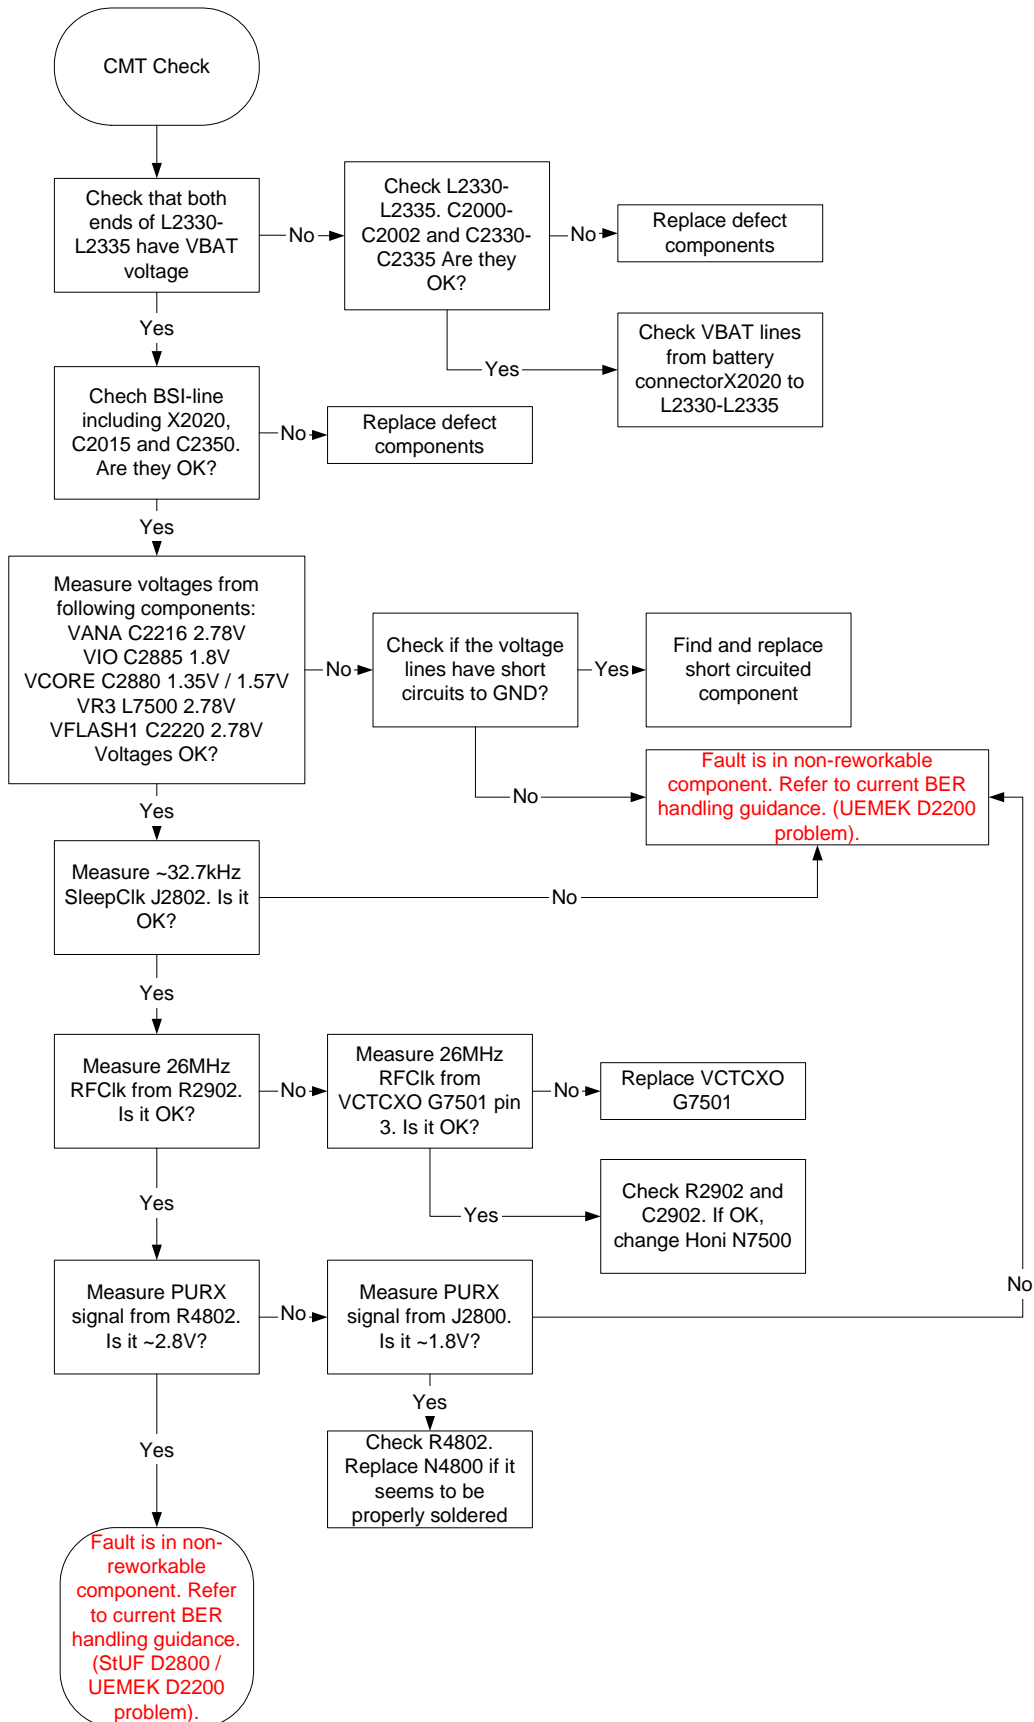 CMT Check
Check that both
ends of L2330-
L2335 have VBAT
voltage
No
Check L2330-
L2335. C2000-
C2002 and C2330-
C2335 Are they
OK?
No
Replace defect
components
Yes
Yes
Check VBAT lines
from battery
connectorX2020 to
L2330-L2335
Chech BSI-line
including X2020,
C2015 and C2350.
Are they OK?
No
Replace defect
components
Yes
Measure voltages from
following components:
VANA C2216 2.78V
VIO C2885 1.8V
VCORE C2880 1.35V / 1.57V
VR3 L7500 2.78V
VFLASH1 C2220 2.78V
Voltages OK?
No
Check if the voltage
lines have short
circuits to GND?
Yes
Find and replace
short circuited
component
No
Fault is in non-reworkable
component. Refer to current BER
handling guidance. (UEMEK D2200
problem).
Yes
Measure ~32.7kHz
SleepClk J2802. Is it
OK?
No
Yes
Measure 26MHz
RFClk from R2902.
Is it OK?
No
Measure 26MHz
RFClk from
VCTCXO G7501 pin
3. Is it OK?
No
Replace VCTCXO
G7501
Yes
Yes
Check R2902 and
C2902. If OK,
change Honi N7500
Measure PURX
signal from R4802.
Is it ~2.8V?
No
Measure PURX
signal from J2800.
Is it ~1.8V?
No
Yes
Yes
Check R4802.
Replace N4800 if it
seems to be
properly soldered
Fault is in non-
reworkable
component. Refer
to current BER
handling guidance.
(StUF D2800 /
UEMEK D2200
problem).